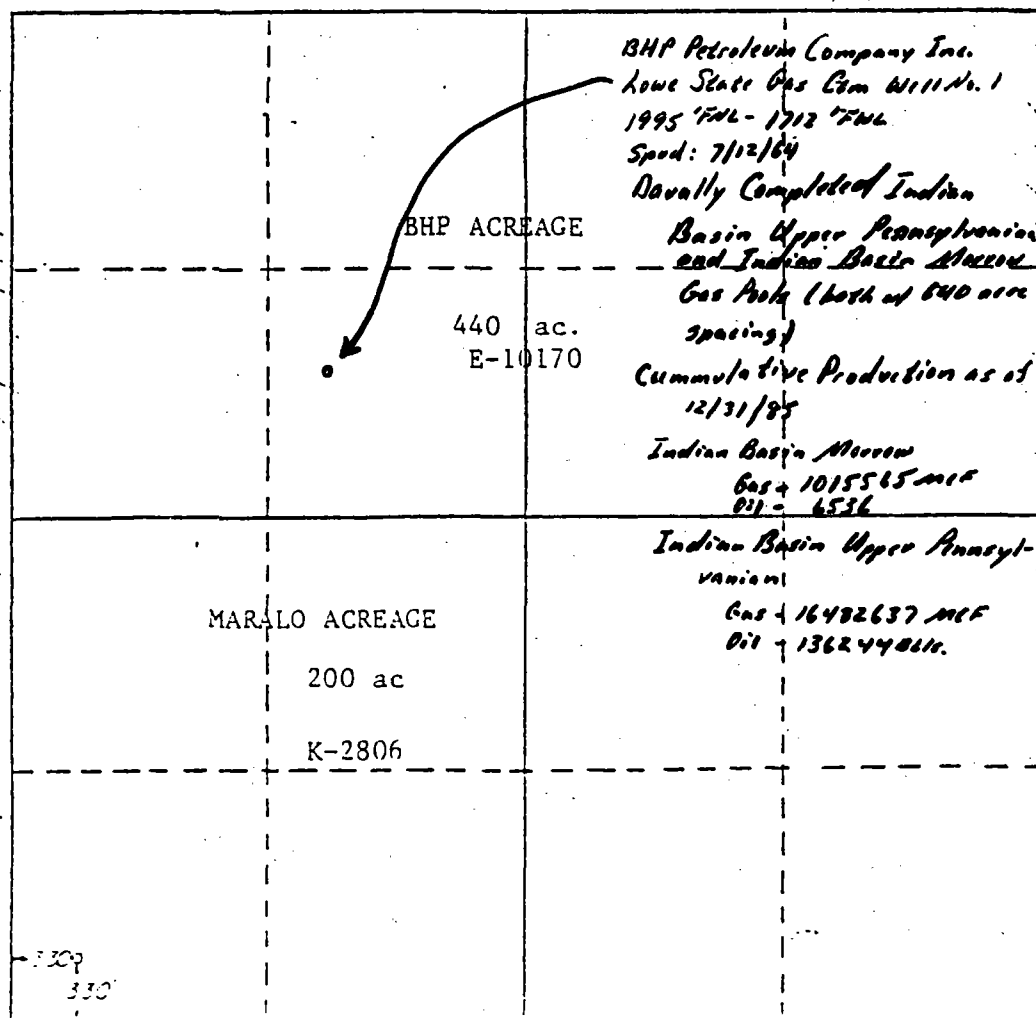 BHP Petroleum Company Inc.
Lowe State Gas Com Well No. 1
1995 'FNL - 1712 'FWL
Spud: 7/12/64
Davally Completed Indian
Basin Upper Pennsylvanian
and Indian Basin Morrow
Gas Pools (both w/ 640 acre
spacing)
Cummulative Production as of
12/31/85
Indian Basin Morrow
Gas - 1015565 MCF
Oil - 6536
BHP ACREAGE
440 ac.
E-10170
Indian Basin Upper Pennsyl-
vanian
Gas - 16482637 MCF
Oil - 136244 Bbls.
MARALO ACREAGE
200 ac
K-2806
330'
330'